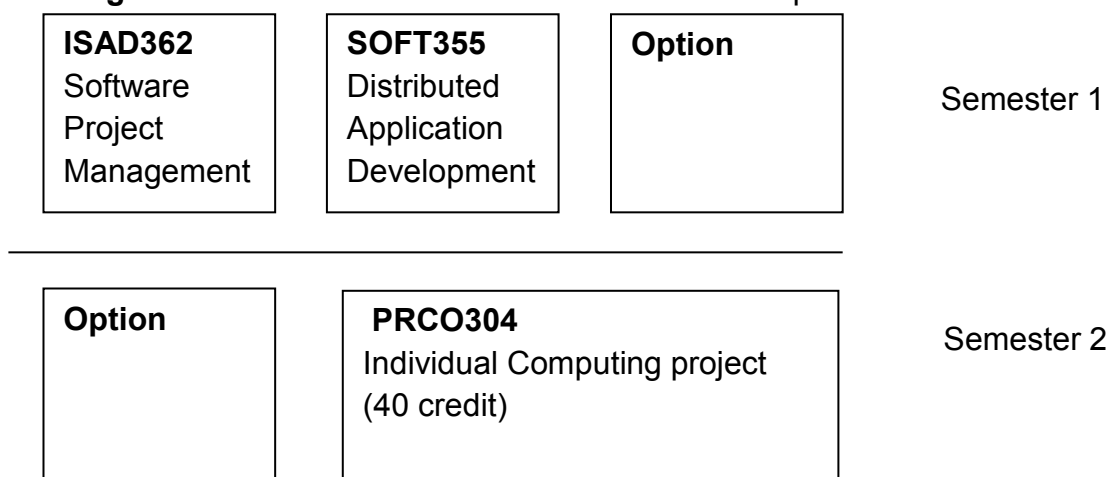 ISAD362
Software
Project
Management
SOFT355
Distributed
Application
Development
Option
Semester 1
Option
PRCO304
Individual Computing project
(40 credit)
Semester 2